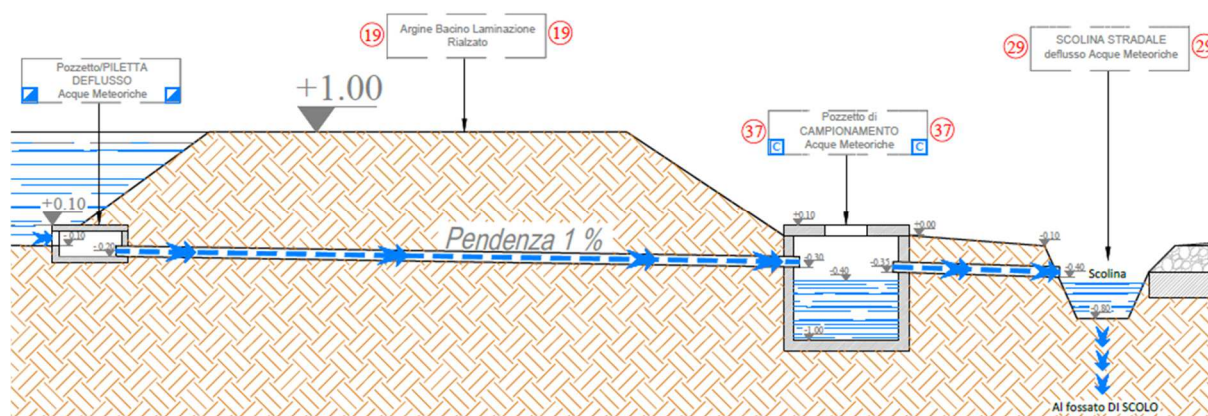 19
Argine Bacino Laminazione
Rialzato
19
29
SCOLINA STRADALE
deflusso Acque Meteoriche
29
Pozzetto/PILETTA
DEFLUSSO
Acque Meteoriche
+1.00
37
Pozzetto di
CAMPIONAMENTO
Acque Meteoriche
37
C
C
+0.10
-0.10
-0.20
Pendenza 1 %
+0.10
+0.00
-0.30
-0.40
-0.35
-1.00
-0.10
-0.40
Scolina
-0.80
Al fossato DI SCOLO